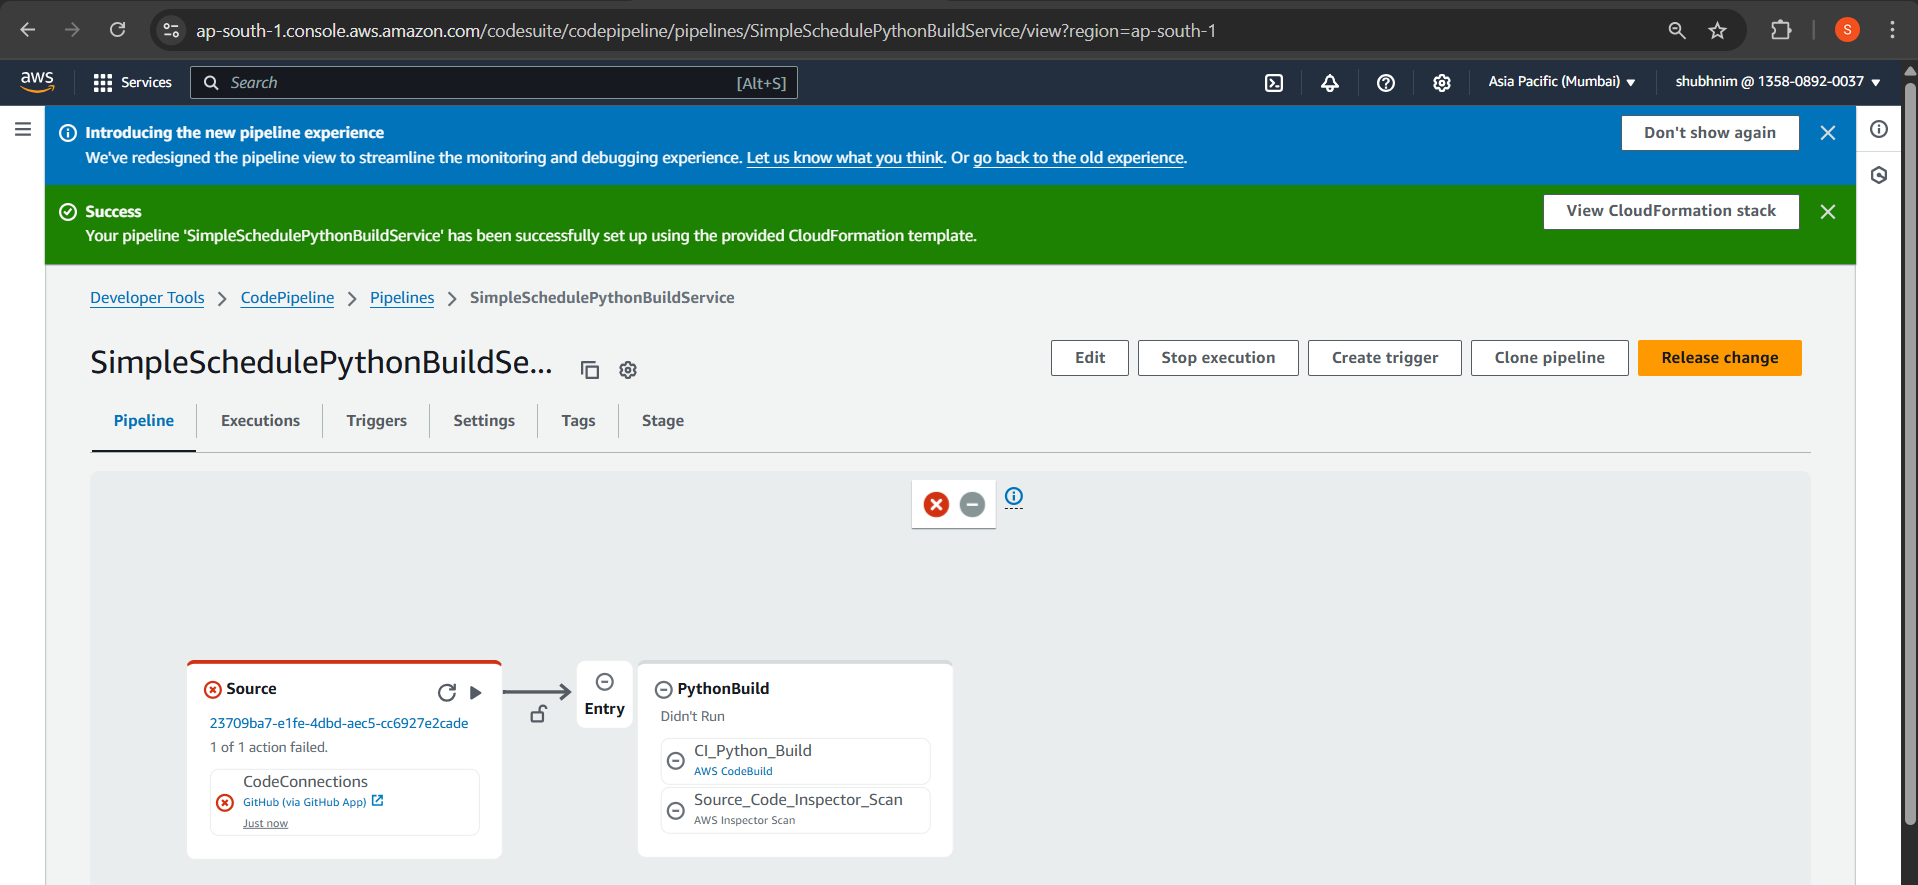 ap-south-1.console.aws.amazon.com/codesuite/codepipeline/pipelines/SimpleSchedulePythonBuildService/view?region=ap-south-1
S
aws
Services
Search
[Alt+S]
Asia Pacific (Mumbai)
shubhnim @ 1358-0892-0037
Introducing the new pipeline experience
Don't show again
We've redesigned the pipeline view to streamline the monitoring and debugging experience. Let us know what you think. Or go back to the old experience.
Success
View CloudFormation stack
Your pipeline 'SimpleSchedulePythonBuildService' has been successfully set up using the provided CloudFormation template.
Developer Tools
CodePipeline
Pipelines
SimpleSchedulePythonBuildService
SimpleSchedulePythonBuildSe...
Edit
Stop execution
Create trigger
Clone pipeline
Release change
Pipeline
Executions
Triggers
Settings
Tags
Stage
Source
23709ba7-e1fe-4dbd-aec5-cc6927e2cade
1 of 1 action failed.
CodeConnections
GitHub (via GitHub App)
Just now
Entry
PythonBuild
Didn't Run
CI_Python_Build
AWS CodeBuild
Source_Code_Inspector_Scan
AWS Inspector Scan